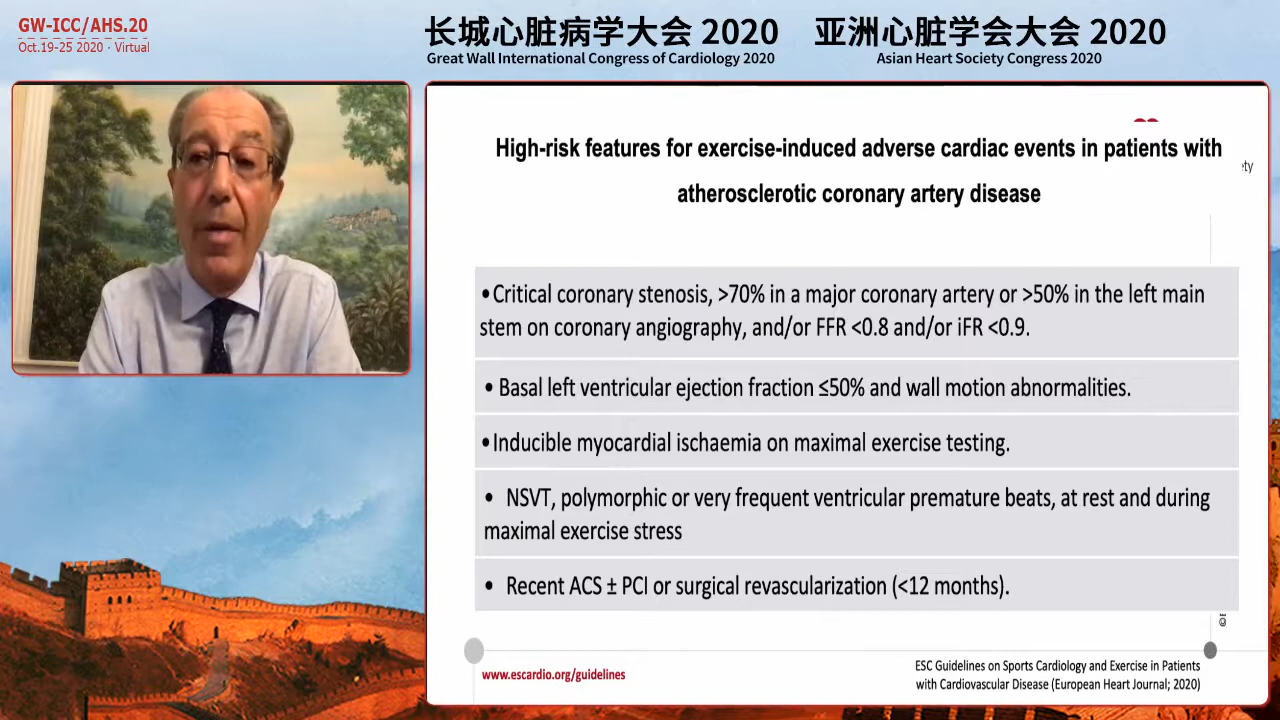 GW-ICC/AHS.20
Oct.19-25 2020 · Virtual
长城心脏病学大会 2020
Great Wall International Congress of Cardiology 2020
亚洲心脏学会大会 2020
Asian Heart Society Congress 2020
High-risk features for exercise-induced adverse cardiac events in patients with
atherosclerotic coronary artery disease
•Critical coronary stenosis, >70% in a major coronary artery or >50% in the left main
stem on coronary angiography, and/or FFR <0.8 and/or iFR <0.9.
• Basal left ventricular ejection fraction ≤50% and wall motion abnormalities.
•Inducible myocardial ischaemia on maximal exercise testing.
• NSVT, polymorphic or very frequent ventricular premature beats, at rest and during
maximal exercise stress
• Recent ACS ± PCI or surgical revascularization (<12 months).
www.escardio.org/guidelines
ESC Guidelines on Sports Cardiology and Exercise in Patients
with Cardiovascular Disease (European Heart Journal; 2020)